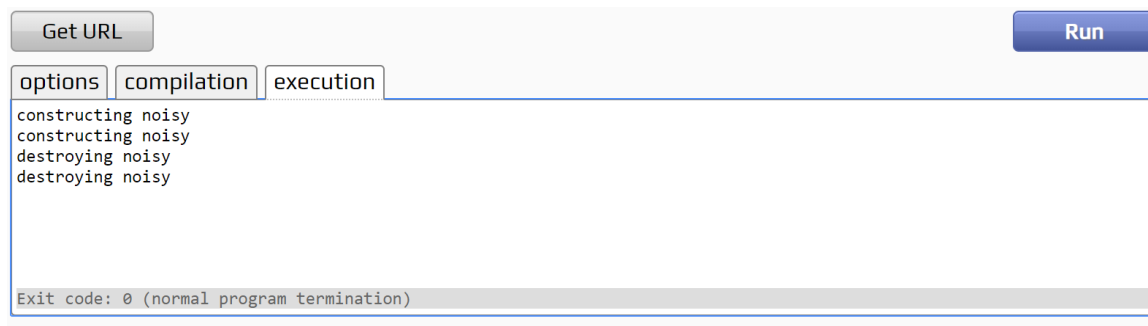 Get URL
Run
options
compilation
execution
constructing noisy
constructing noisy
destroying noisy
destroying noisy
Exit code: 0 (normal program termination)